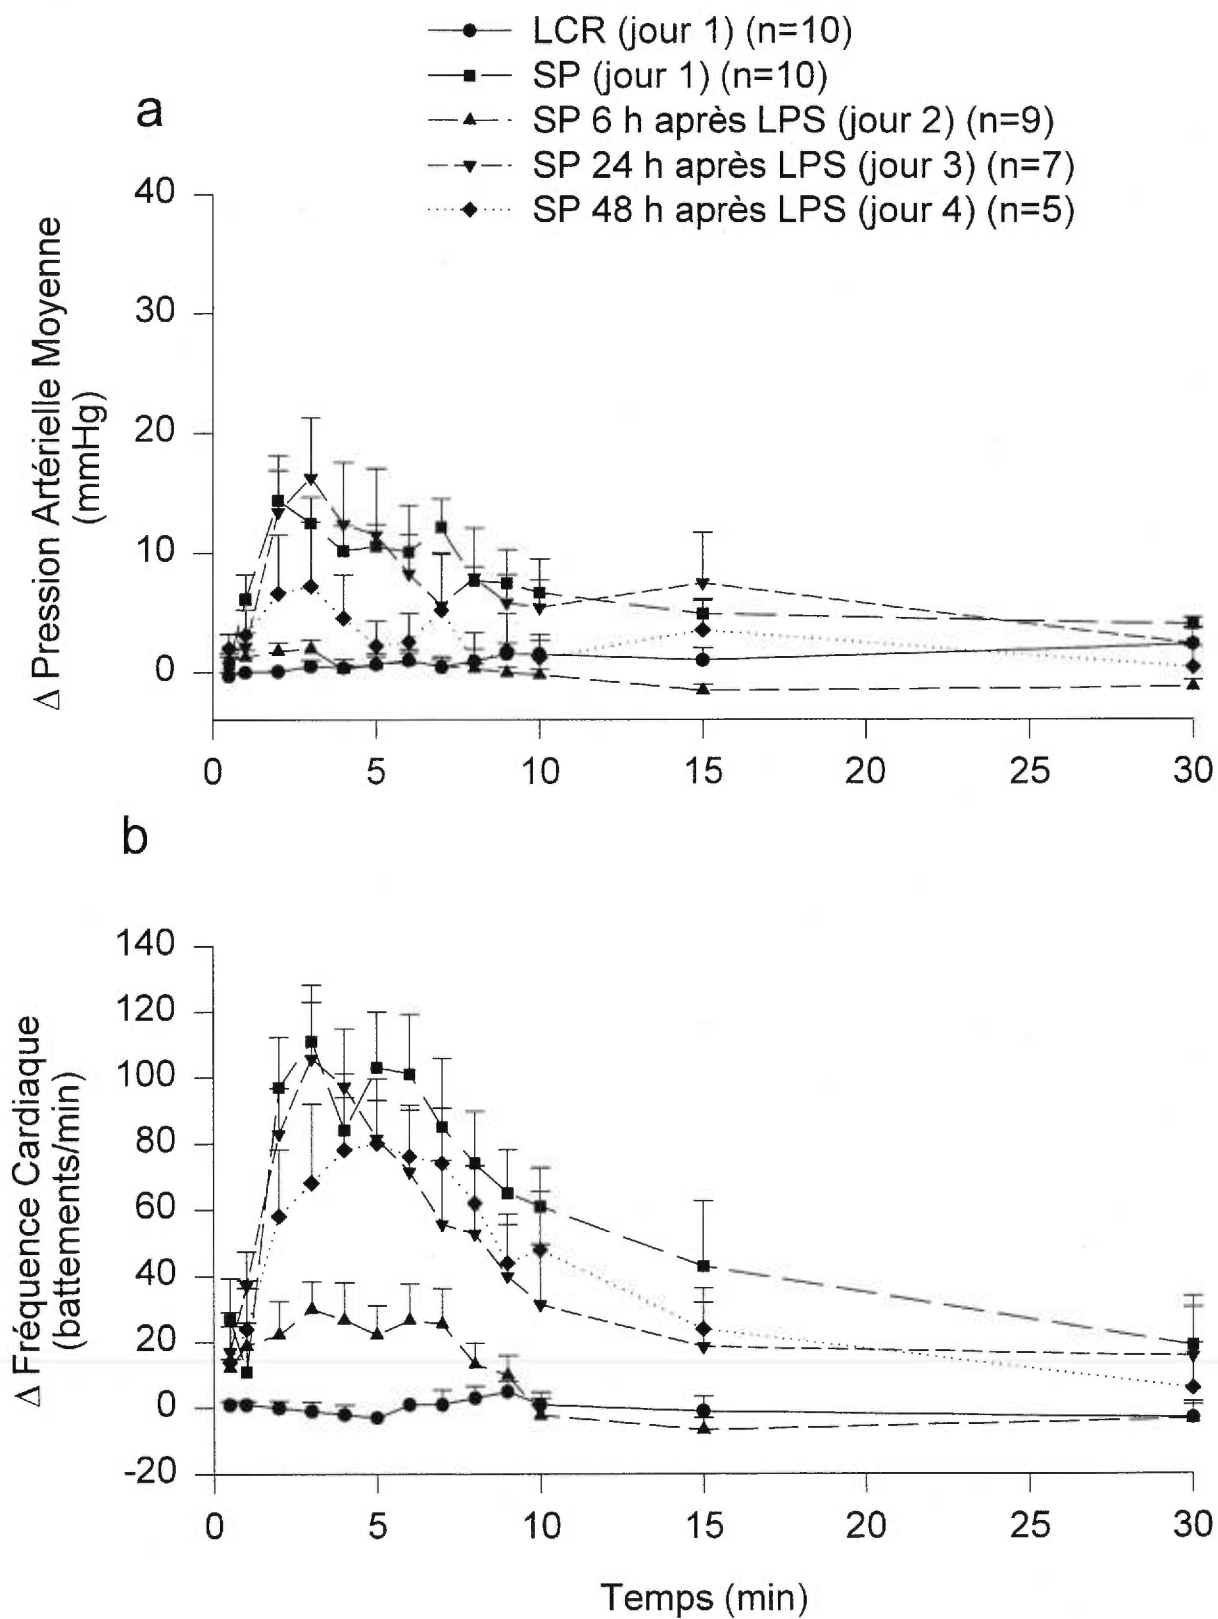 LCR (jour 1) (n=10)
SP (jour 1) (n=10)
SP 6 h après LPS (jour 2) (n=9)
SP 24 h après LPS (jour 3) (n=7)
SP 48 h après LPS (jour 4) (n=5)
a
Δ Pression Artérielle Moyenne
(mmHg)
40
30
20
10
0
0 5 10 15 20 25 30
b
Δ Fréquence Cardiaque
(battements/min)
140
120
100
80
60
40
20
0
-20
0 5 10 15 20 25 30
Temps (min)